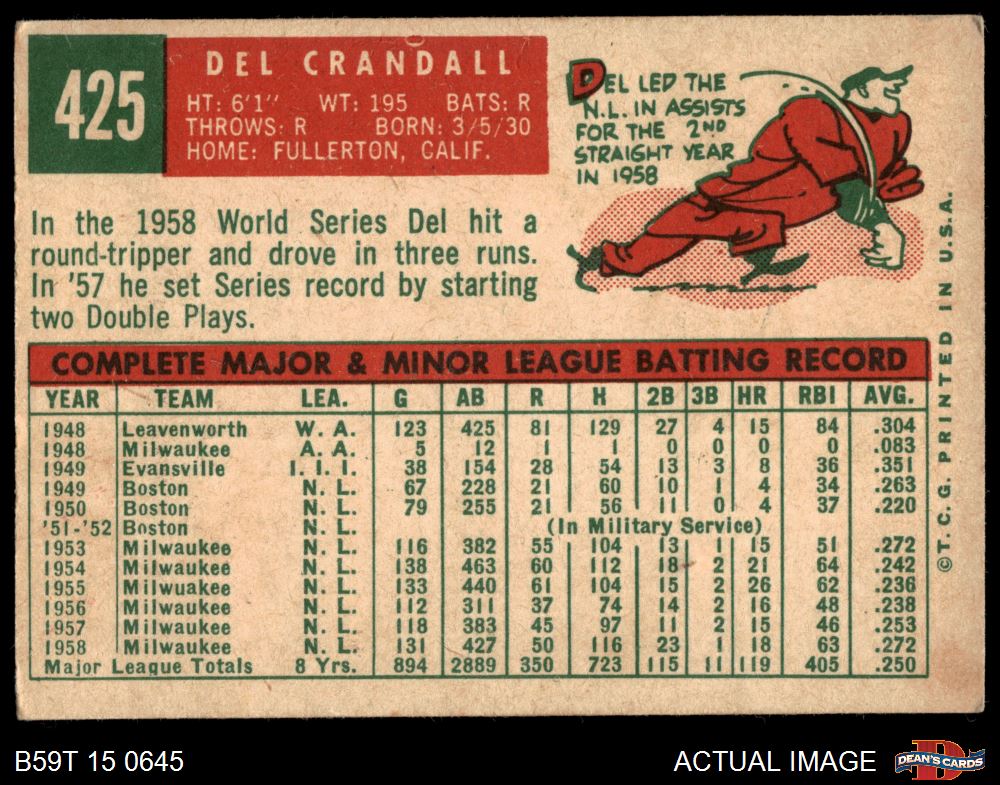 425
DEL CRANDALL
HT: 6'1" WT: 195 BATS: R
THROWS: R BORN: 3/5/30
HOME: FULLERTON, CALIF.
DEL LED THE
N.L. IN ASSISTS
FOR THE 2ND
STRAIGHT YEAR
IN 1958
In the 1958 World Series Del hit a
round-tripper and drove in three runs.
In '57 he set Series record by starting
two Double Plays.
COMPLETE MAJOR & MINOR LEAGUE BATTING RECORD
YEAR TEAM LEA. G AB R H 2B 3B HR RBI AVG.
1948 Leavenworth W. A. 123 425 81 129 27 4 15 84 .304
1948 Milwaukee A. A. 5 12 1 1 0 0 0 0 .083
1949 Evansville I. I. I. 38 154 28 54 13 3 8 36 .351
1949 Boston N. L. 67 228 21 60 10 1 4 34 .263
1950 Boston N. L. 79 255 21 56 11 0 4 37 .220
'51-'52 Boston N. L. (In Military Service)
1953 Milwaukee N. L. 116 382 55 104 13 1 15 51 .272
1954 Milwaukee N. L. 138 463 60 112 18 2 21 64 .242
1955 Milwuakee N. L. 133 440 61 104 15 2 26 62 .236
1956 Milwaukee N. L. 112 311 37 74 14 2 16 48 .238
1957 Milwaukee N. L. 118 383 45 97 11 2 15 46 .253
1958 Milwaukee N. L. 131 427 50 116 23 1 18 63 .272
Major League Totals 8 Yrs. 894 2889 350 723 115 11 119 405 .250
© T. C. G. PRINTED IN U. S. A.
B59T 15 0645
ACTUAL IMAGE
D
DEAN'S CARDS